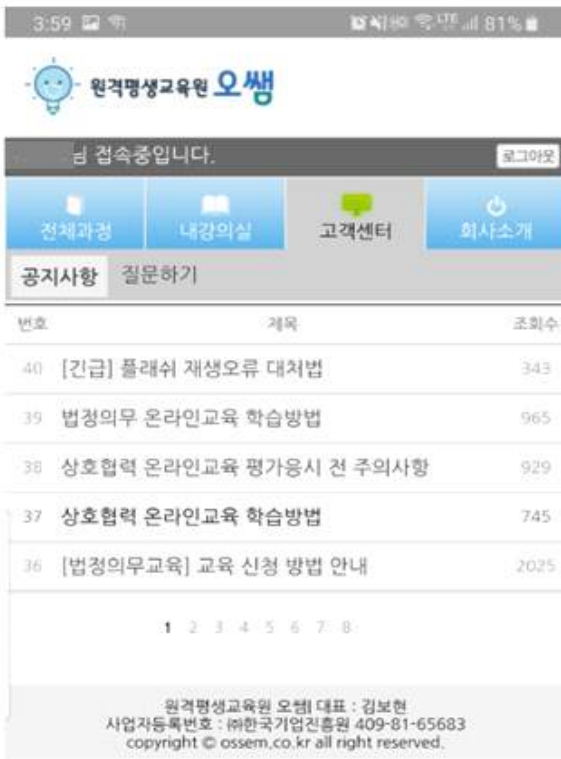 3:59 LTE 81%
원격평생교육원 오쌤
님 접속중입니다. 로그아웃
전체과정 내강의실 고객센터 회사소개
공지사항 질문하기
번호 제목 조회수
40 [긴급] 플래쉬 재생오류 대처법 343
39 법정의무 온라인교육 학습방법 965
38 상호협력 온라인교육 평가응시 전 주의사항 929
37 상호협력 온라인교육 학습방법 745
36 [법정의무교육] 교육 신청 방법 안내 2025
1 2 3 4 5 6 7 8
원격평생교육원 오쌤| 대표 : 김보현
사업자등록번호 : ㈜한국기업진흥원 409-81-65683
copyright © ossem.co.kr all right reserved.